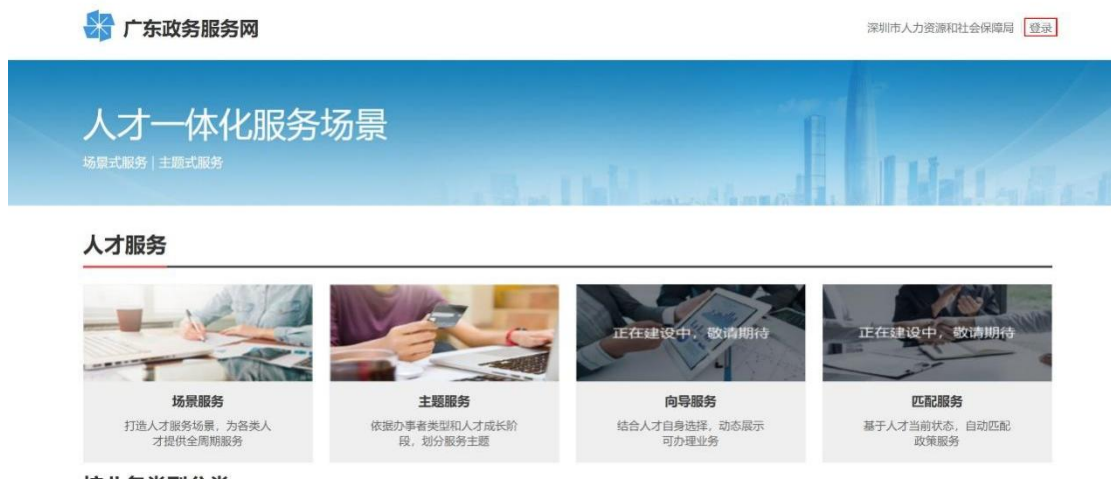 广东政务服务网
深圳市人力资源和社会保障局 登录
人才一体化服务场景
场景式服务 | 主题式服务
人才服务
正在建设中，敬请期待
正在建设中，敬请期待
场景服务
打造人才服务场景，为各类人
才提供全周期服务
主题服务
依据办事者类型和人才成长阶
段，划分服务主题
向导服务
结合人才自身选择，动态展示
可办理业务
匹配服务
基于人才当前状态，自动匹配
政策服务